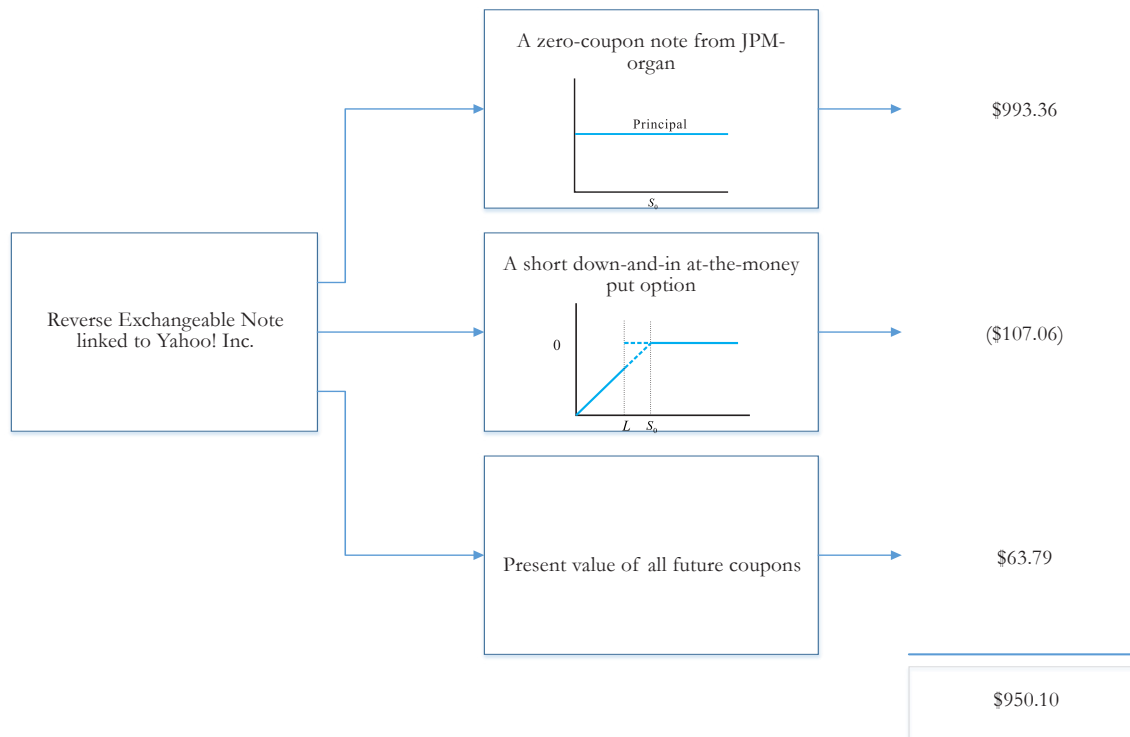 A zero-coupon note from JPM-
organ
Principal
S₀
$993.36
Reverse Exchangeable Note
linked to Yahoo! Inc.
A short down-and-in at-the-money
put option
0
L
S₀
($107.06)
Present value of all future coupons
$63.79
$950.10